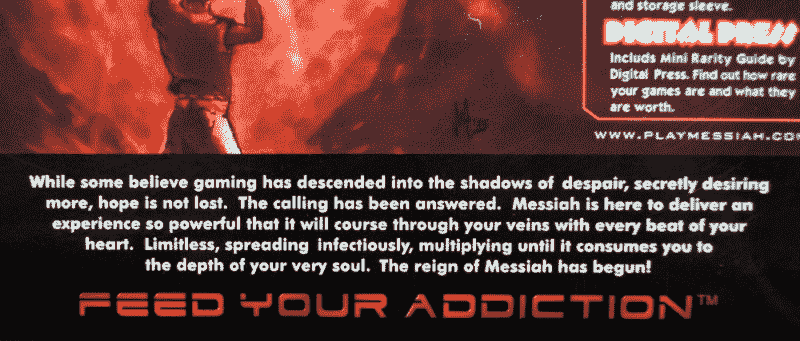 and storage sleeve.
DIGITAL PRESS
Includs Mini Rarity Guide by
Digital Press. Find out how rare
your games are and what they
are worth.
WWW.PLAYMESSIAH.CO
While some believe gaming has descended into the shadows of despair, secretly desiring
more, hope is not lost. The calling has been answered. Messiah is here to deliver an
experience so powerful that it will course through your veins with every beat of your
heart. Limitless, spreading infectiously, multiplying until it consumes you to
the depth of your very soul. The reign of Messiah has begun!
FEED YOUR ADDICTION™